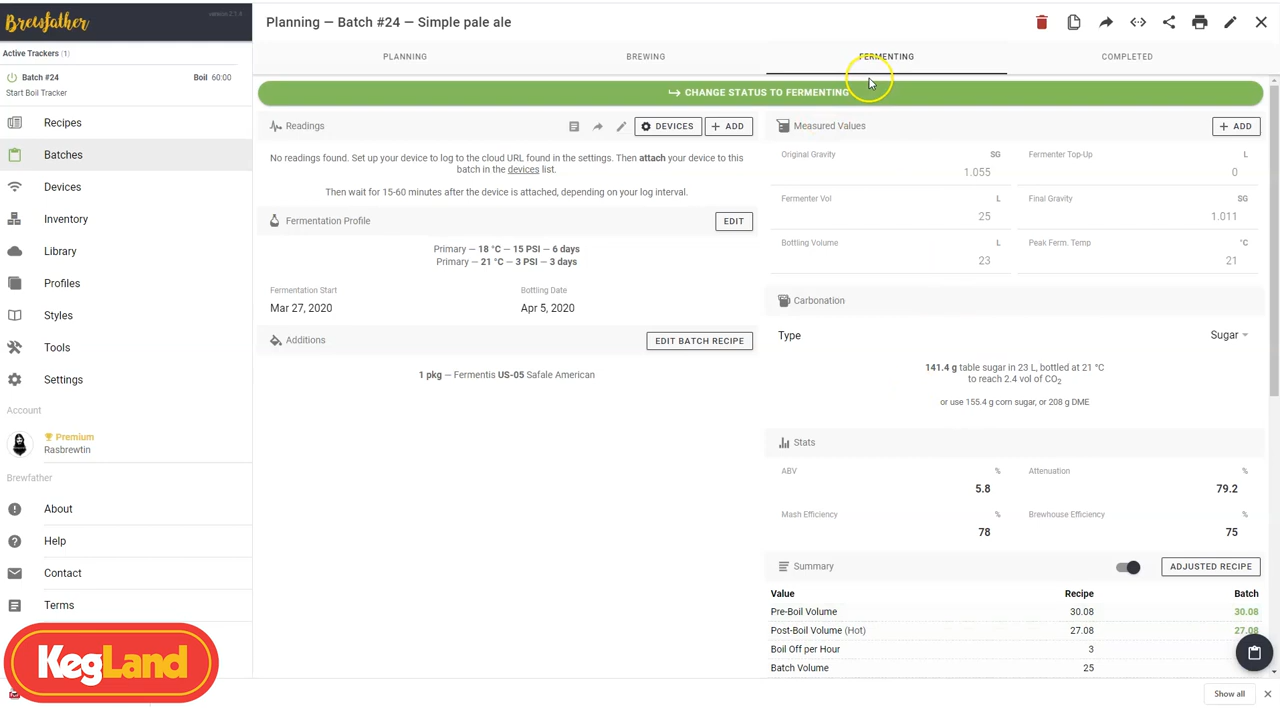 Brewfather
version 2.1.8
Active Trackers (1)
Batch #24
Boil 60:00
Start Boil Tracker
Recipes
Batches
Devices
Inventory
Library
Profiles
Styles
Tools
Settings
Account
Premium
Rasbrewtin
Brewfather
About
Help
Contact
Terms
KegLand
Planning — Batch #24 — Simple pale ale
PLANNING
BREWING
FERMENTING
COMPLETED
CHANGE STATUS TO FERMENTING
Readings
DEVICES
ADD
No readings found. Set up your device to log to the cloud URL found in the settings. Then attach your device to this
batch in the devices list.
Then wait for 15-60 minutes after the device is attached, depending on your log interval.
Fermentation Profile
EDIT
Primary — 18 °C — 15 PSI — 6 days
Primary — 21 °C — 3 PSI — 3 days
Fermentation Start
Bottling Date
Mar 27, 2020
Apr 5, 2020
Additions
EDIT BATCH RECIPE
1 pkg — Fermentis US-05 Safale American
Measured Values
ADD
Original Gravity SG
Fermenter Top-Up L
1.055
0
Fermenter Vol L
Final Gravity SG
25
1.011
Bottling Volume L
Peak Ferm. Temp °C
23
21
Carbonation
Type Sugar
141.4 g table sugar in 23 L, bottled at 21 °C
to reach 2.4 vol of CO2
or use 155.4 g corn sugar, or 208 g DME
Stats
ABV %
Attenuation %
5.8
79.2
Mash Efficiency %
Brewhouse Efficiency %
78
75
Summary
ADJUSTED RECIPE
Value Recipe Batch
Pre-Boil Volume 30.08 30.08
Post-Boil Volume (Hot) 27.08 27.08
Boil Off per Hour 3
Batch Volume 25
Show all